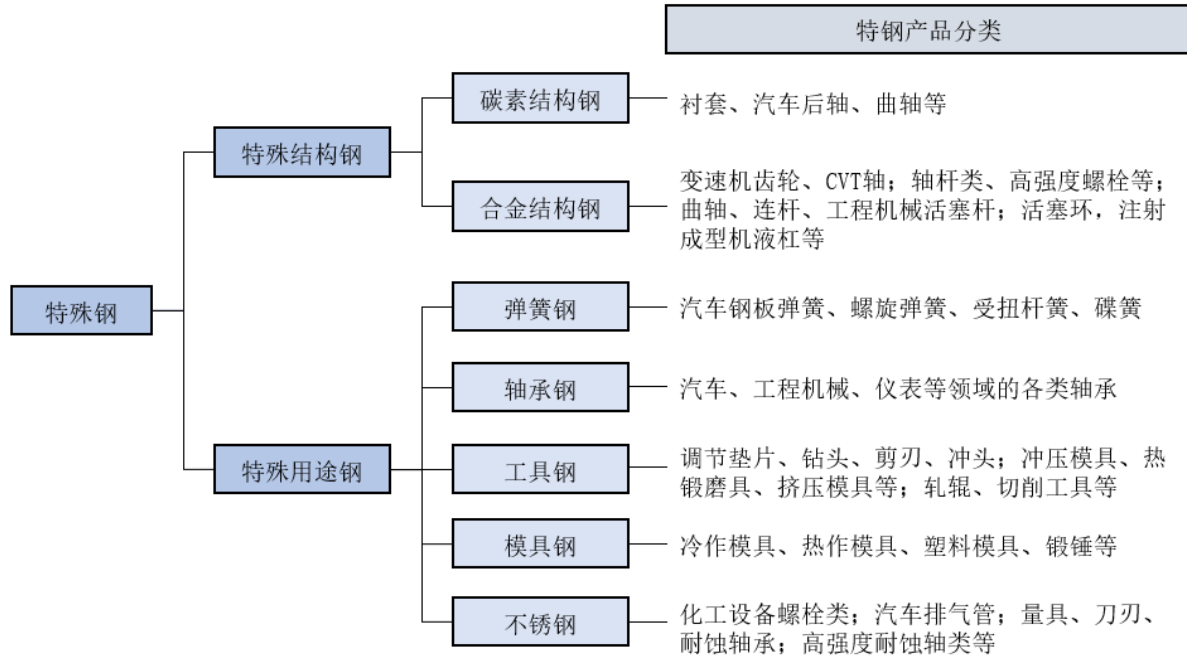 特钢产品分类
特殊钢
特殊结构钢
碳素结构钢
衬套、汽车后轴、曲轴等
合金结构钢
变速机齿轮、CVT轴；轴杆类、高强度螺栓等；
曲轴、连杆、工程机械活塞杆；活塞环，注射
成型机液杠等
特殊用途钢
弹簧钢
汽车钢板弹簧、螺旋弹簧、受扭杆簧、碟簧
轴承钢
汽车、工程机械、仪表等领域的各类轴承
工具钢
调节垫片、钻头、剪刃、冲头；冲压模具、热
锻磨具、挤压模具等；轧辊、切削工具等
模具钢
冷作模具、热作模具、塑料模具、锻锤等
不锈钢
化工设备螺栓类；汽车排气管；量具、刀刃、
耐蚀轴承；高强度耐蚀轴类等